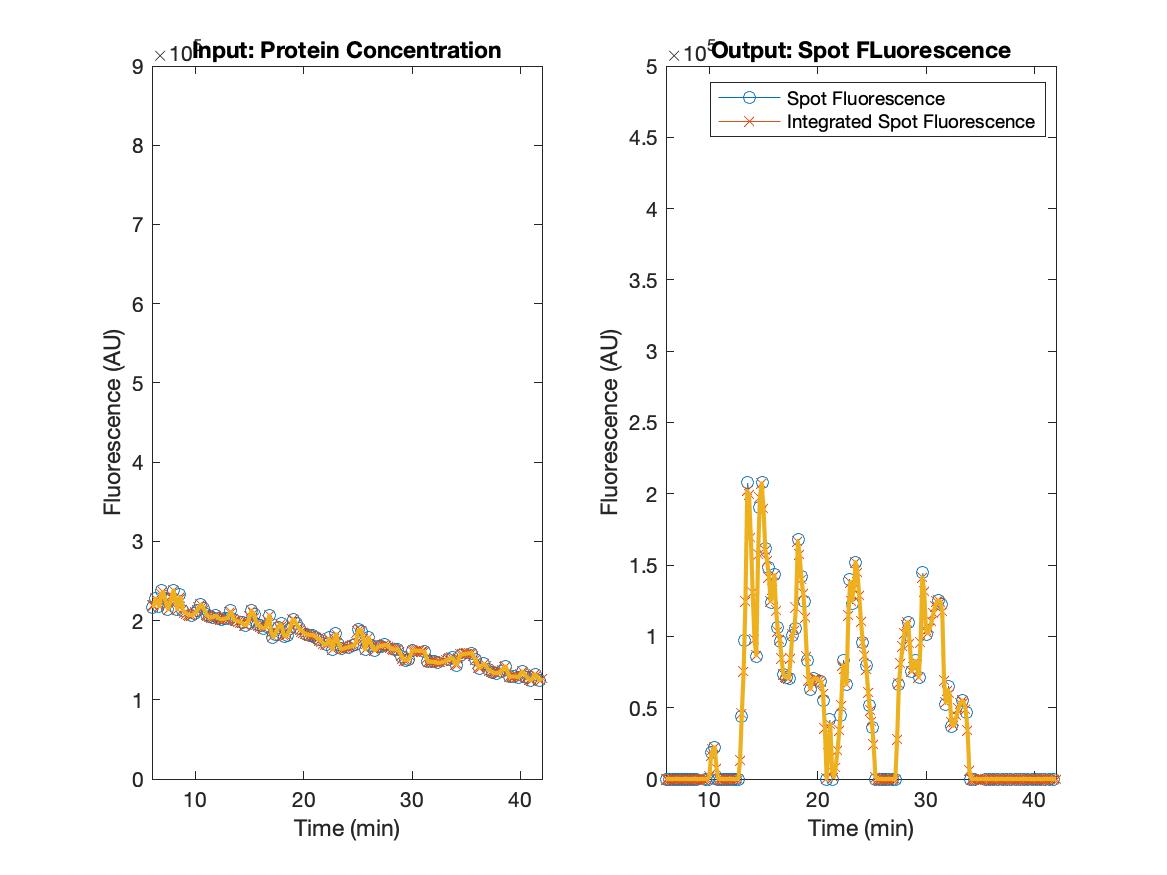 ×10^5
Input: Protein Concentration
9
8
7
6
5
4
3
2
1
0
Fluorescence (AU)
10 20 30 40
Time (min)
×10^5
Output: Spot FLuorescence
5
4.5
4
3.5
3
2.5
2
1.5
1
0.5
0
Fluorescence (AU)
Spot Fluorescence
Integrated Spot Fluorescence
10 20 30 40
Time (min)